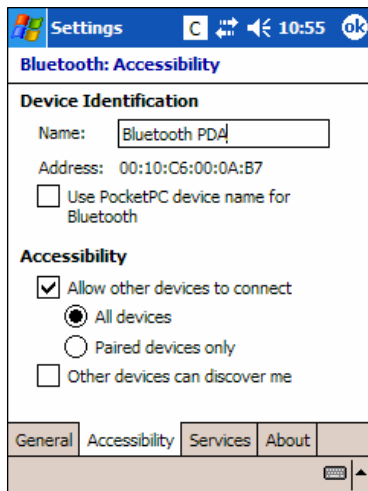 Settings C 10:55 ok
Bluetooth: Accessibility
Device Identification
Name: Bluetooth PDA
Address: 00:10:C6:00:0A:B7
Use PocketPC device name for
Bluetooth
Accessibility
Allow other devices to connect
All devices
Paired devices only
Other devices can discover me
General Accessibility Services About